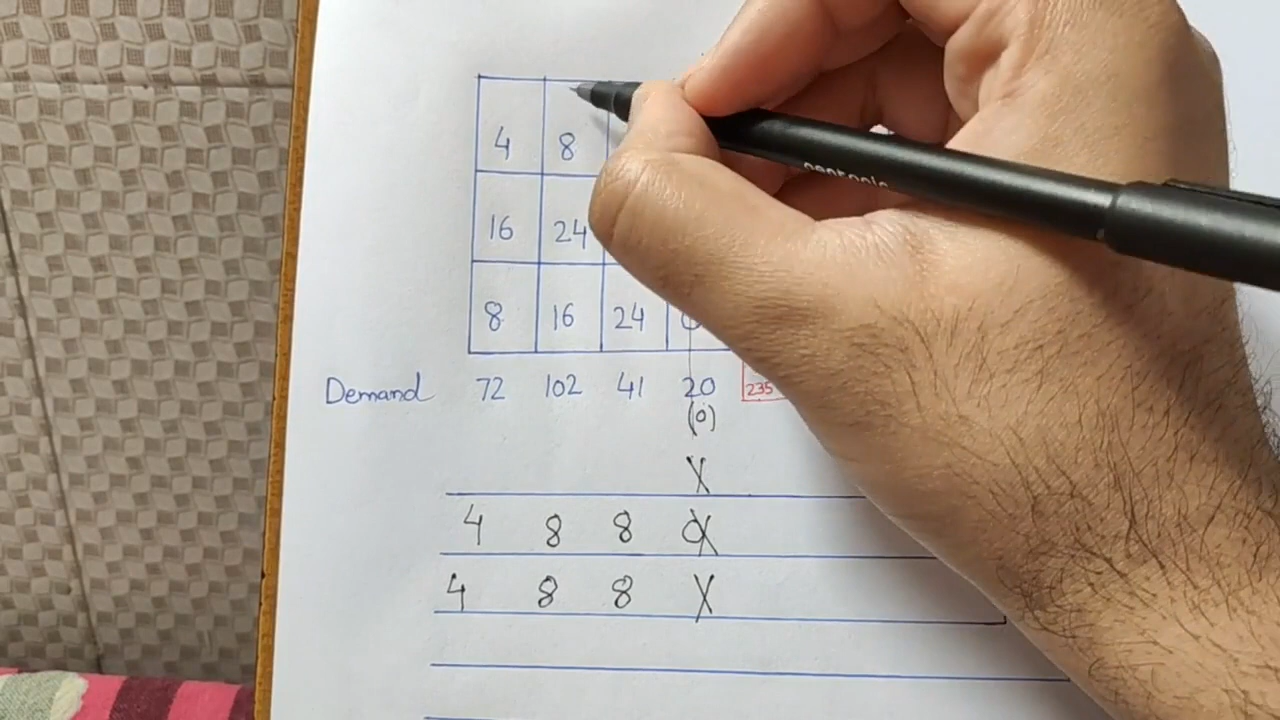 4 8
16 24
8 16 24
Demand 72 102 41 20 235
(0)
X
4 8 8
4 8 8 X